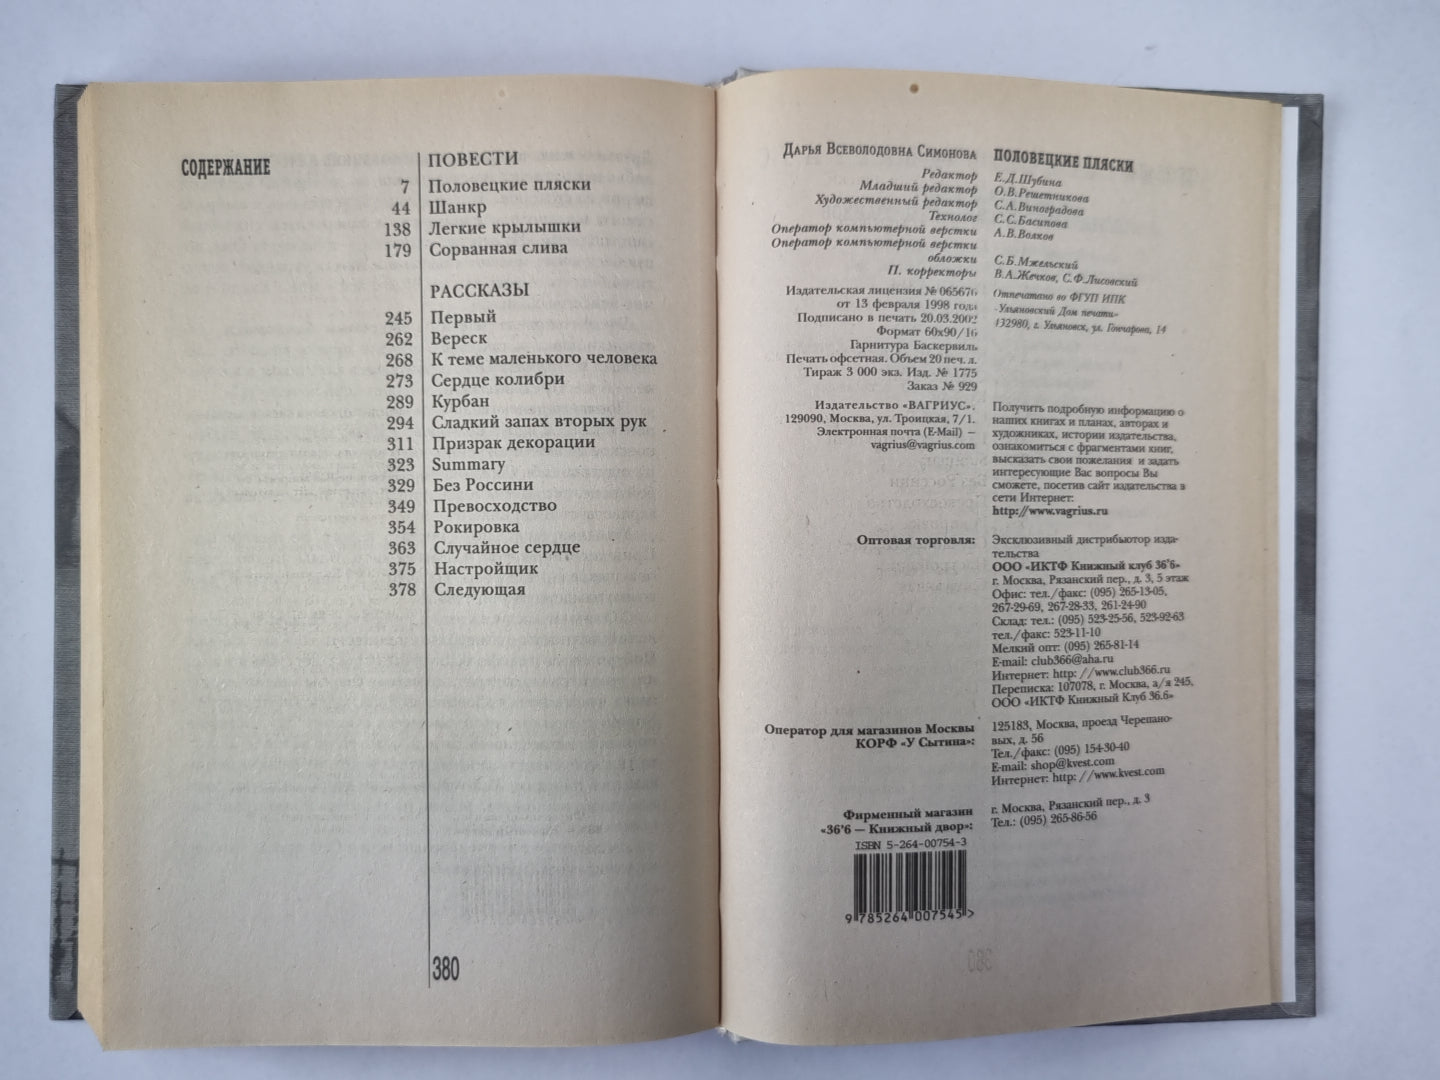 СОДЕРЖАНИЕ
ПОВЕСТИ
7 Половецкие пляски
44 Шанкр
138 Легкие крылышки
179 Сорванная слива
РАССКАЗЫ
245 Первый
262 Вереск
268 К теме маленького человека
273 Сердце колибри
289 Курбан
294 Сладкий запах вторых рук
311 Призрак декорации
323 Summary
329 Без Россини
349 Превосходство
354 Рокировка
363 Случайное сердце
375 Настройщик
378 Следующая
380
Дарья Всеволодовна Симонова
ПОЛОВЕЦКИЕ ПЛЯСКИ
Редактор Е.Д.Шубина
Младший редактор О.В.Решетникова
Художественный редактор С.А.Виноградова
Технолог С.С.Басипова
Оператор компьютерной верстки А.В.Волков
Оператор компьютерной верстки
обложки С.Б.Мжельский
П. корректоры В.А.Жечков, С.Ф.Лисовский
Издательская лицензия № 065676
от 13 февраля 1998 года
Подписано в печать 20.03.2002
Формат 60х90/16
Гарнитура Баскервиль
Печать офсетная. Объем 20 печ. л.
Тираж 3 000 экз. Изд. № 1775
Заказ № 929
Отпечатано во ФГУП ИПК
«Ульяновский Дом печати»
432980, г. Ульяновск, ул. Гончарова, 14
Издательство «ВАГРИУС».
129090, Москва, ул. Троицкая, 7/1.
Электронная почта (E-Mail) —
vagrius@vagrius.com
Получить подробную информацию о
наших книгах и планах, авторах и
художниках, истории издательства,
ознакомиться с фрагментами книг,
высказать свои пожелания и задать
интересующие Вас вопросы Вы
сможете, посетив сайт издательства в
сети Интернет:
http://www.vagrius.ru
Оптовая торговля:
Эксклюзивный дистрибьютор изда-
тельства
ООО «ИКТФ Книжный клуб 36'6»
г. Москва, Рязанский пер., д. 3, 5 этаж
Офис: тел./факс: (095) 265-13-05,
267-29-69, 267-28-33, 261-24-90
Склад: тел.: (095) 523-25-56, 523-92-63
тел./факс: 523-11-10
Мелкий опт: (095) 265-81-14
E-mail: club366@aha.ru
Интернет: http: //www.club366.ru
Переписка: 107078, г. Москва, а/я 245,
ООО «ИКТФ Книжный Клуб 36.6»
Оператор для магазинов Москвы
КОРФ «У Сытина»:
125183, Москва, проезд Черепано-
вых, д. 56
Тел./факс: (095) 154-30-40
E-mail: shop@kvest.com
Интернет: http: //www.kvest.com
Фирменный магазин
«36'6 — Книжный двор»:
г. Москва, Рязанский пер., д. 3
Тел.: (095) 265-86-56
ISBN 5-264-00754-3
9 785264 007545 >